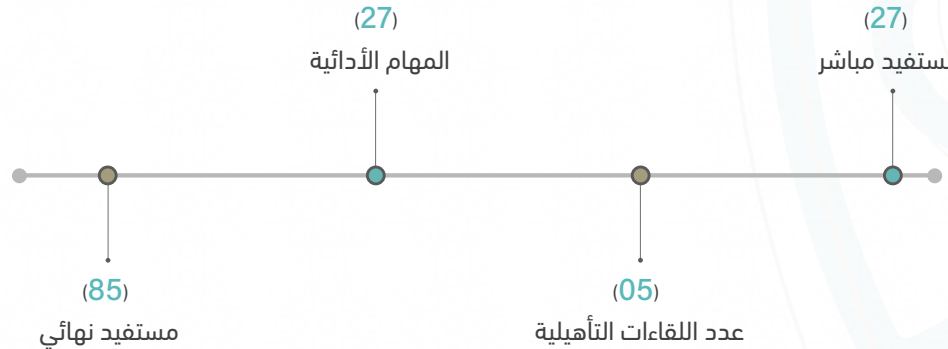 (27)
ستفيد مباشر
(05)
عدد اللقاءات التأهيلية
(27)
المهام الأدائية
(85)
مستفيد نهائي